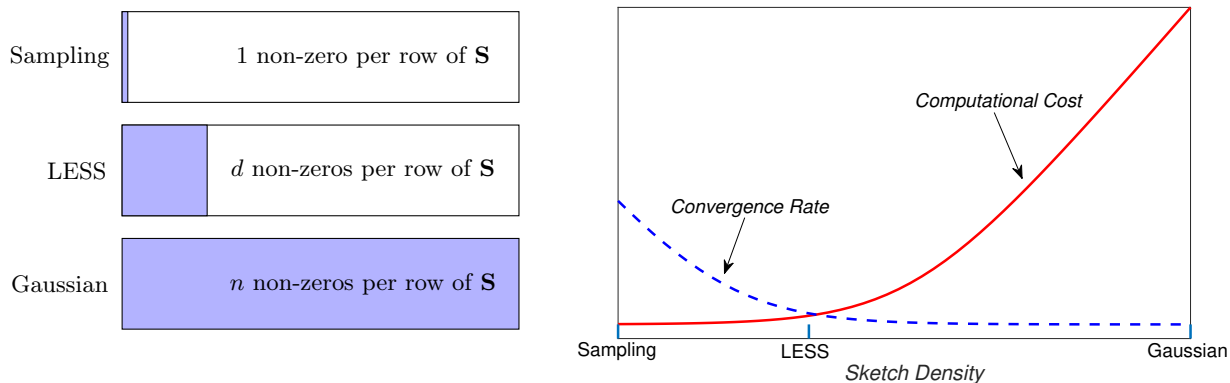 Sampling
1 non-zero per row of S
LESS
d non-zeros per row of S
Gaussian
n non-zeros per row of S
Computational Cost
Convergence Rate
Sampling
LESS
Gaussian
Sketch Density